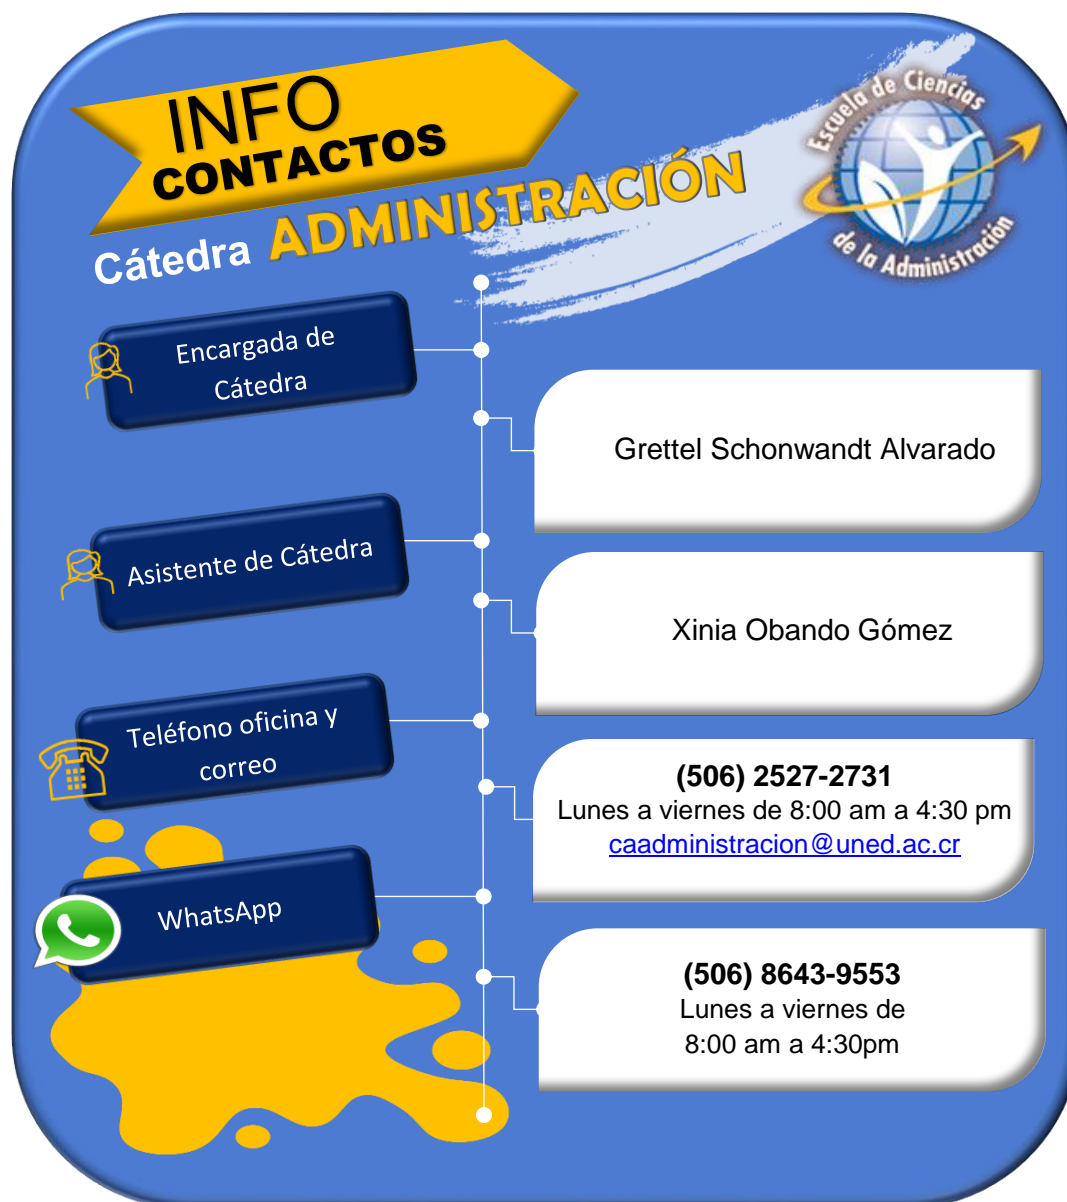 INFO
CONTACTOS
Escuela de Ciencias
de la Administración
Cátedra ADMINISTRACIÓN
Encargada de
Cátedra
Grettel Schonwandt Alvarado
Asistente de Cátedra
Xinia Obando Gómez
Teléfono oficina y
correo
(506) 2527-2731
Lunes a viernes de 8:00 am a 4:30 pm
caadministracion@uned.ac.cr
WhatsApp
(506) 8643-9553
Lunes a viernes de
8:00 am a 4:30pm